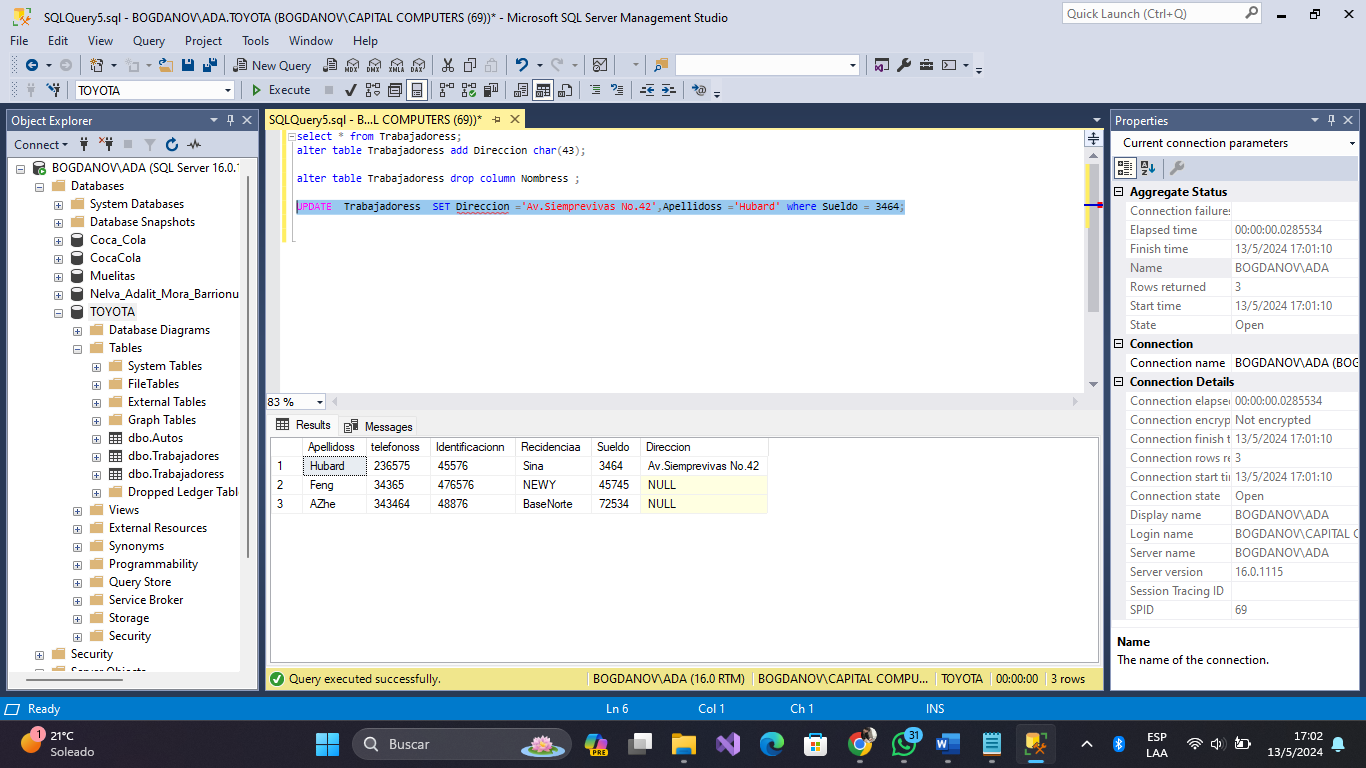 SQLQuery5.sql - BOGDANOV\ADA.TOYOTA (BOGDANOV\CAPITAL COMPUTERS (69))* - Microsoft SQL Server Management Studio
Quick Launch (Ctrl+Q)
File Edit View Query Project Tools Window Help
New Query MDX DMX XMLA DAX
TOYOTA Execute
Object Explorer
Connect
BOGDANOV\ADA (SQL Server 16.0.1
Databases
System Databases
Database Snapshots
Coca_Cola
CocaCola
Muelitas
Nelva_Adalit_Mora_Barrionu
TOYOTA
Database Diagrams
Tables
System Tables
FileTables
External Tables
Graph Tables
dbo.Autos
dbo.Trabajadores
dbo.Trabajadoress
Dropped Ledger Tabl
Views
External Resources
Synonyms
Programmability
Query Store
Service Broker
Storage
Security
Security
Server Objects
SQLQuery5.sql - B...L COMPUTERS (69))*
select * from Trabajadoress;
alter table Trabajadoress add Direccion char(43);
alter table Trabajadoress drop column Nombress ;
UPDATE  Trabajadoress  SET Direccion ='Av.Siemprevivas No.42',Apellidoss ='Hubard' where Sueldo = 3464;
83 %
Results Messages
Apellidoss telefonoss Identificacionn Recidenciaa Sueldo Direccion
1 Hubard 236575 45576 Sina 3464 Av.Siemprevivas No.42
2 Feng 34365 476576 NEWY 45745 NULL
3 AZhe 343464 48876 BaseNorte 72534 NULL
Query executed successfully. BOGDANOV\ADA (16.0 RTM) BOGDANOV\CAPITAL COMPU... TOYOTA 00:00:00 3 rows
Properties
Current connection parameters
Aggregate Status
Connection failures
Elapsed time 00:00:00.0285534
Finish time 13/5/2024 17:01:10
Name BOGDANOV\ADA
Rows returned 3
Start time 13/5/2024 17:01:10
State Open
Connection
Connection name BOGDANOV\ADA (BOG
Connection Details
Connection elapse 00:00:00.0285534
Connection encryp Not encrypted
Connection finish t 13/5/2024 17:01:10
Connection rows re 3
Connection start ti 13/5/2024 17:01:10
Connection state Open
Display name BOGDANOV\ADA
Login name BOGDANOV\CAPITAL C
Server name BOGDANOV\ADA
Server version 16.0.1115
Session Tracing ID
SPID 69
Name
The name of the connection.
Ready Ln 6 Col 1 Ch 1 INS
1
21°C
Soleado
Buscar
PRE
31
ESP
LAA
17:02
13/5/2024